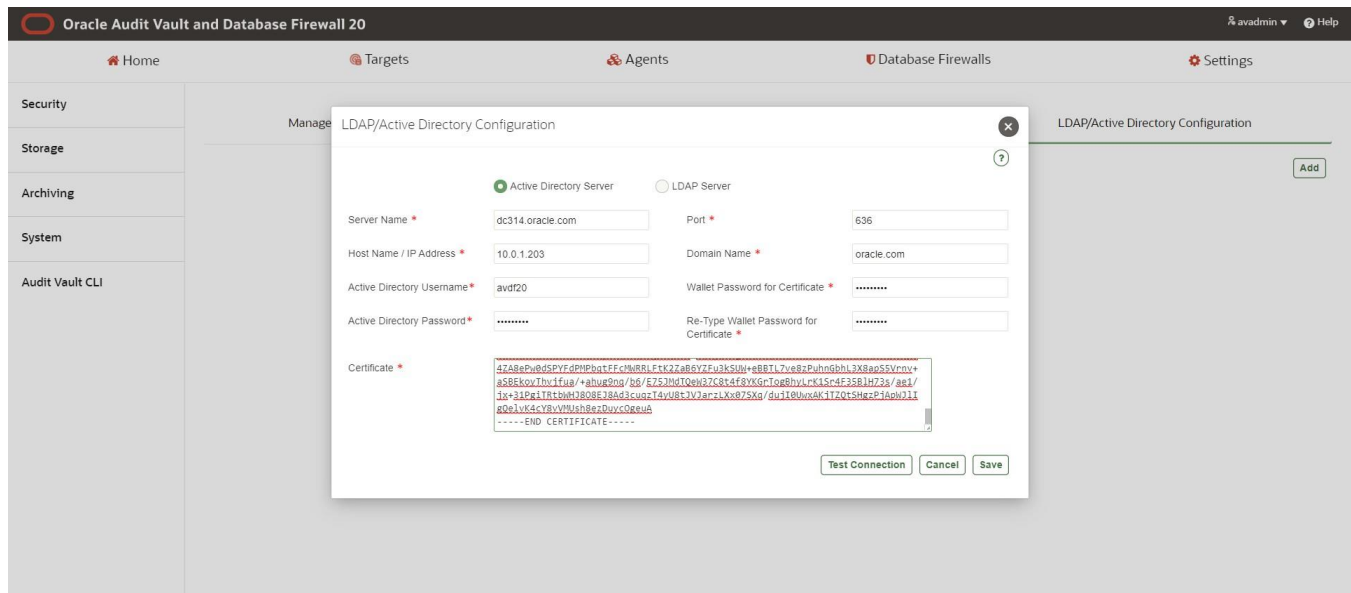 Oracle Audit Vault and Database Firewall 20
avadmin
Help
Home
Targets
Agents
Database Firewalls
Settings
Security
Storage
Archiving
System
Audit Vault CLI
Manage
LDAP/Active Directory Configuration
Add
LDAP/Active Directory Configuration
Active Directory Server
LDAP Server
Server Name *
dc314.oracle.com
Port *
636
Host Name / IP Address *
10.0.1.203
Domain Name *
oracle.com
Active Directory Username*
avdf20
Wallet Password for Certificate *
•••••••••
Active Directory Password*
•••••••••
Re-Type Wallet Password for
Certificate *
•••••••••
Certificate *
-----END CERTIFICATE-----
Test Connection
Cancel
Save